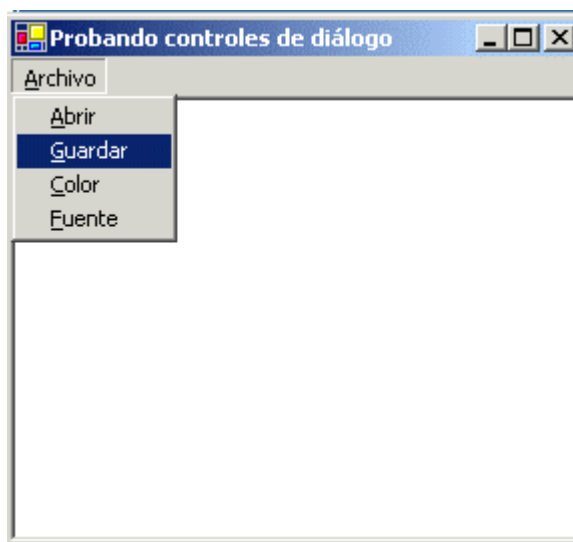 Probando controles de diálogo
Archivo
Abrir
Guardar
Color
Fuente